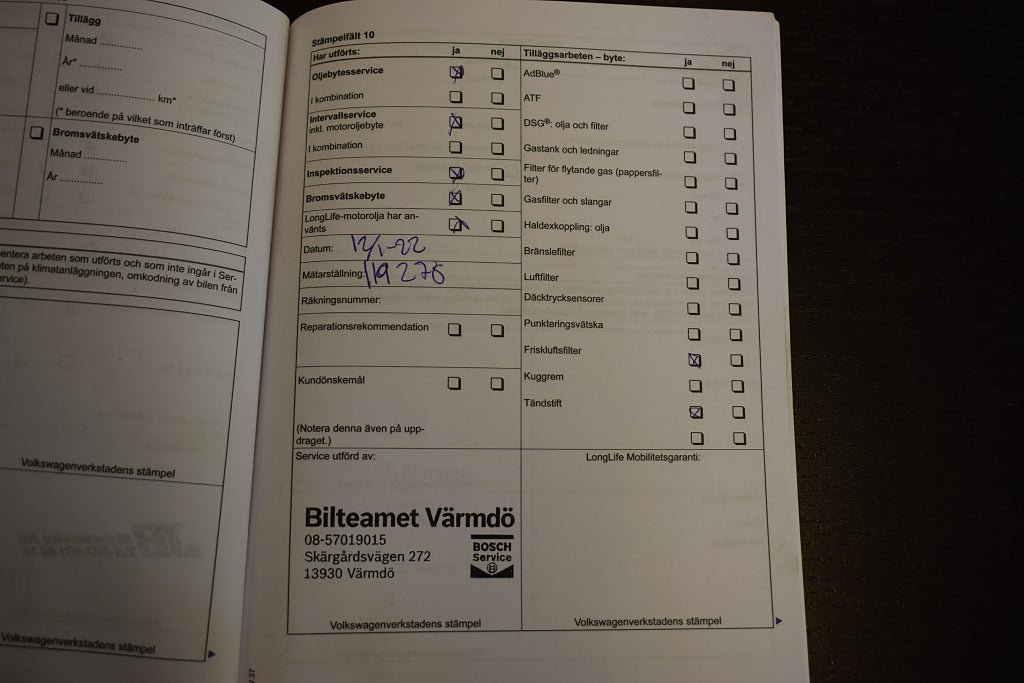 Tillägg
Månad ..............
År* ..............
eller vid ................... km*
(* beroende på vilket som inträffar först)
Bromsvätskebyte
Månad ..............
År ..............
entera arbeten som utförts och som inte ingår i Ser-
ten på klimatanläggningen, omkodning av bilen från
ervice).
Volkswagenverkstadens stämpel
Volkswagenverkstadens stämpel
Stämpelfält 10
Har utförts: ja nej
Oljebytesservice
I kombination
Intervallservice
inkl. motoroljebyte
I kombination
Inspektionsservice
Bromsvätskebyte
LongLife-motorolja har an-
vänts
Datum: 12/1-22
Mätarställning: 119276
Räkningsnummer:
Reparationsrekommendation
Kundönskemål
(Notera denna även på upp-
draget.)
Tilläggsarbeten – byte: ja nej
AdBlue®
ATF
DSG®: olja och filter
Gastank och ledningar
Filter för flytande gas (pappersfil-
ter)
Gasfilter och slangar
Haldexkoppling: olja
Bränslefilter
Luftfilter
Däcktrycksensorer
Punkteringsvätska
Friskluftsfilter
Kuggrem
Tändstift
Service utförd av:
Bilteamet Värmdö
08-57019015
Skärgårdsvägen 272
13930 Värmdö
BOSCH
Service
Volkswagenverkstadens stämpel
LongLife Mobilitetsgaranti:
Volkswagenverkstadens stämpel